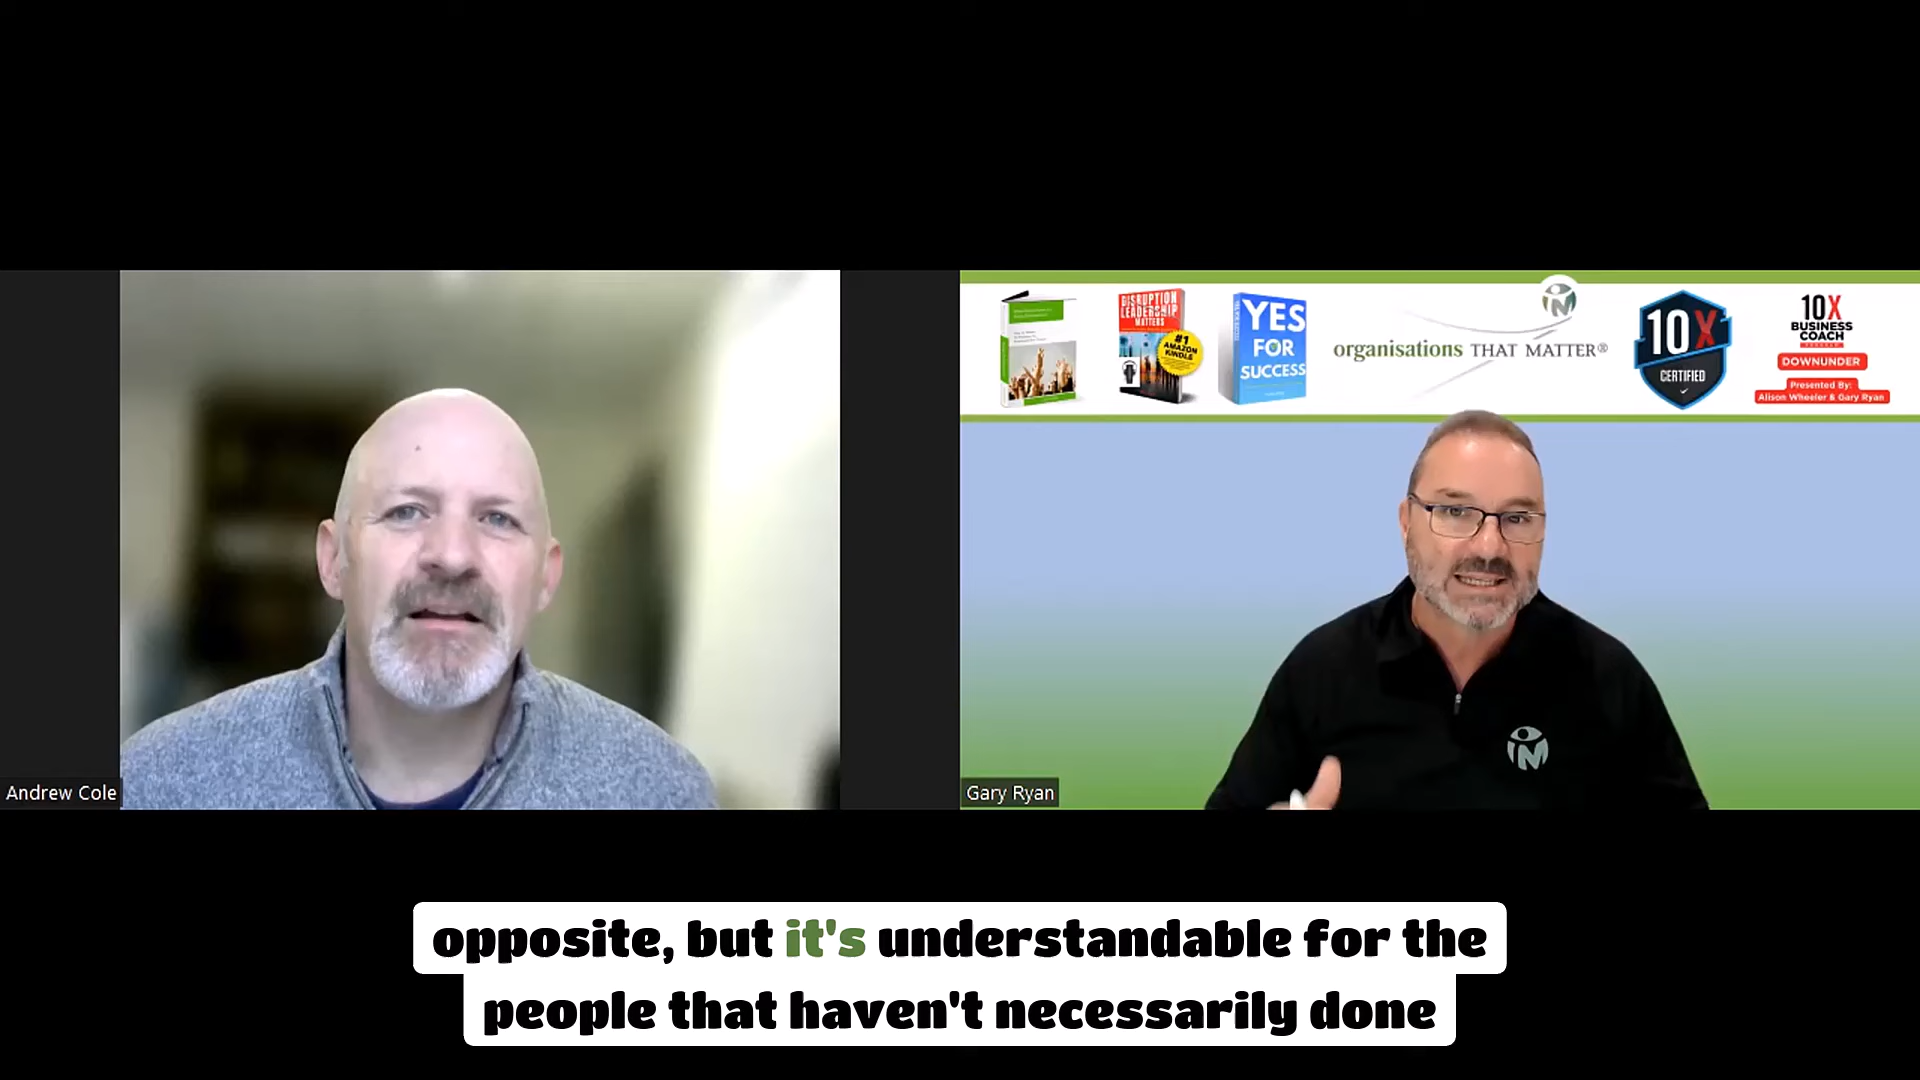 DISRUPTION
LEADERSHIP
MATTERS
#1
AMAZON
KINDLE
YES
FOR
SUCCESS
organisations THAT MATTER®
10X
CERTIFIED
10X
BUSINESS
COACH
DOWNUNDER
Presented By:
Alison Wheeler & Gary Ryan
Andrew Cole
Gary Ryan
opposite, but it's understandable for the
people that haven't necessarily done